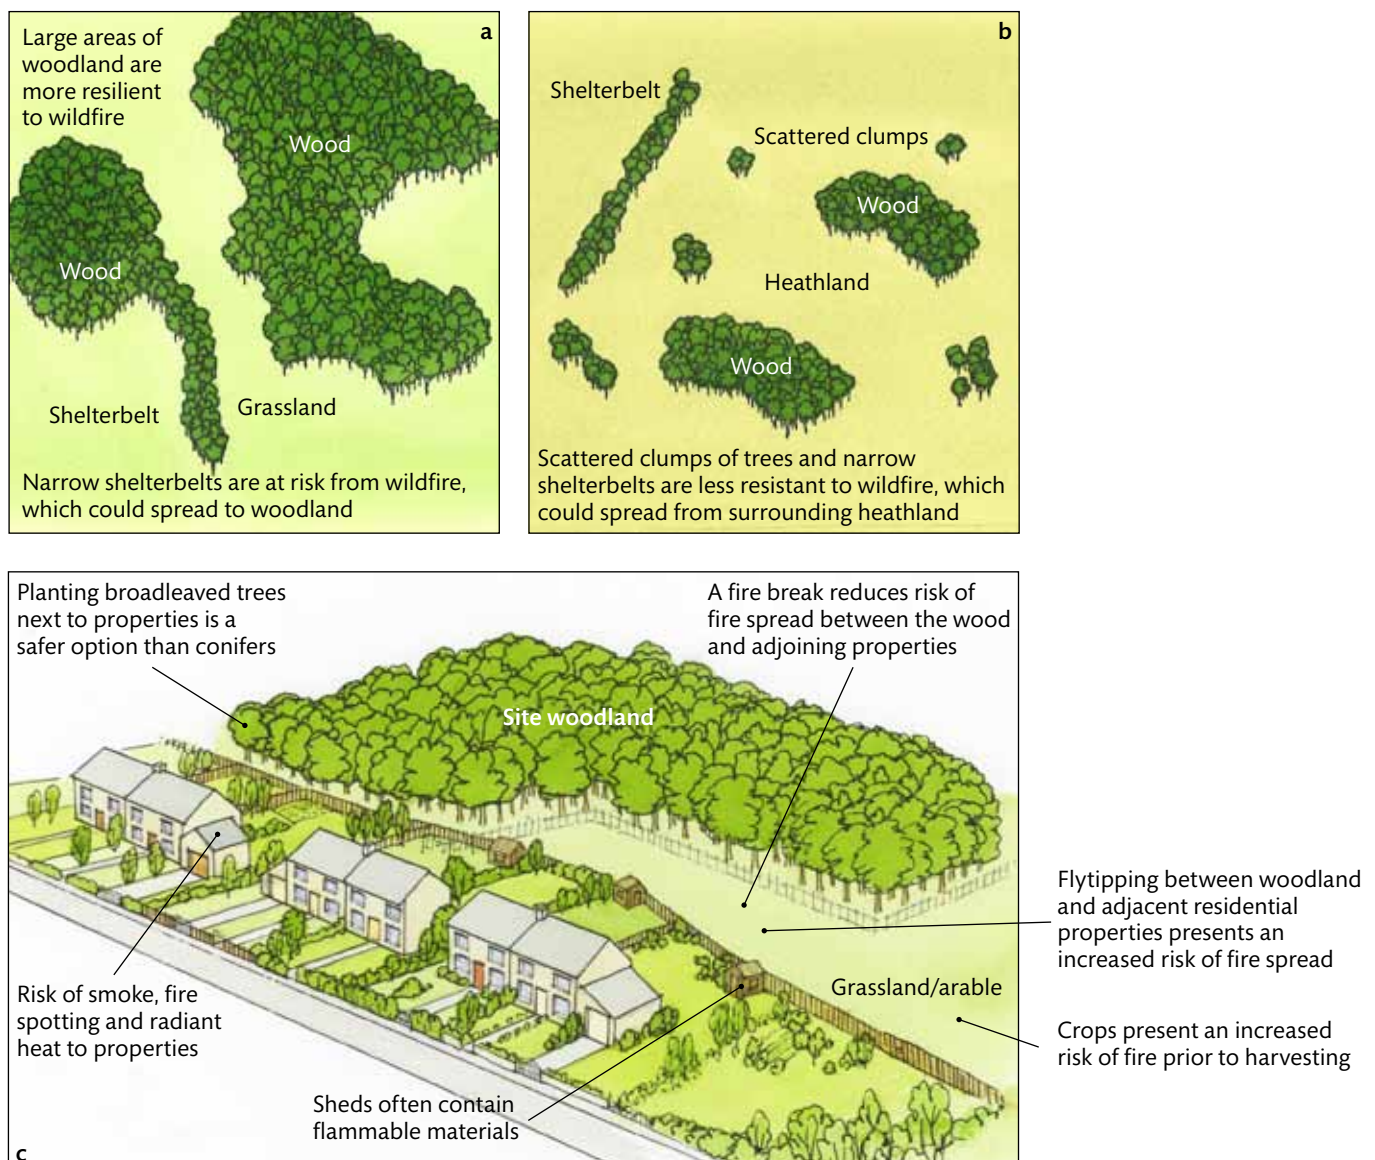 Large areas of
woodland are
more resilient
to wildfire
a
Wood
Wood
Shelterbelt
Grassland
Narrow shelterbelts are at risk from wildfire,
which could spread to woodland
b
Shelterbelt
Scattered clumps
Wood
Heathland
Wood
Scattered clumps of trees and narrow
shelterbelts are less resistant to wildfire, which
could spread from surrounding heathland
Planting broadleaved trees
next to properties is a
safer option than conifers
A fire break reduces risk of
fire spread between the wood
and adjoining properties
Site woodland
Flytipping between woodland
and adjacent residential
properties presents an
increased risk of fire spread
Grassland/arable
Risk of smoke, fire
spotting and radiant
heat to properties
Crops present an increased
risk of fire prior to harvesting
Sheds often contain
flammable materials
c